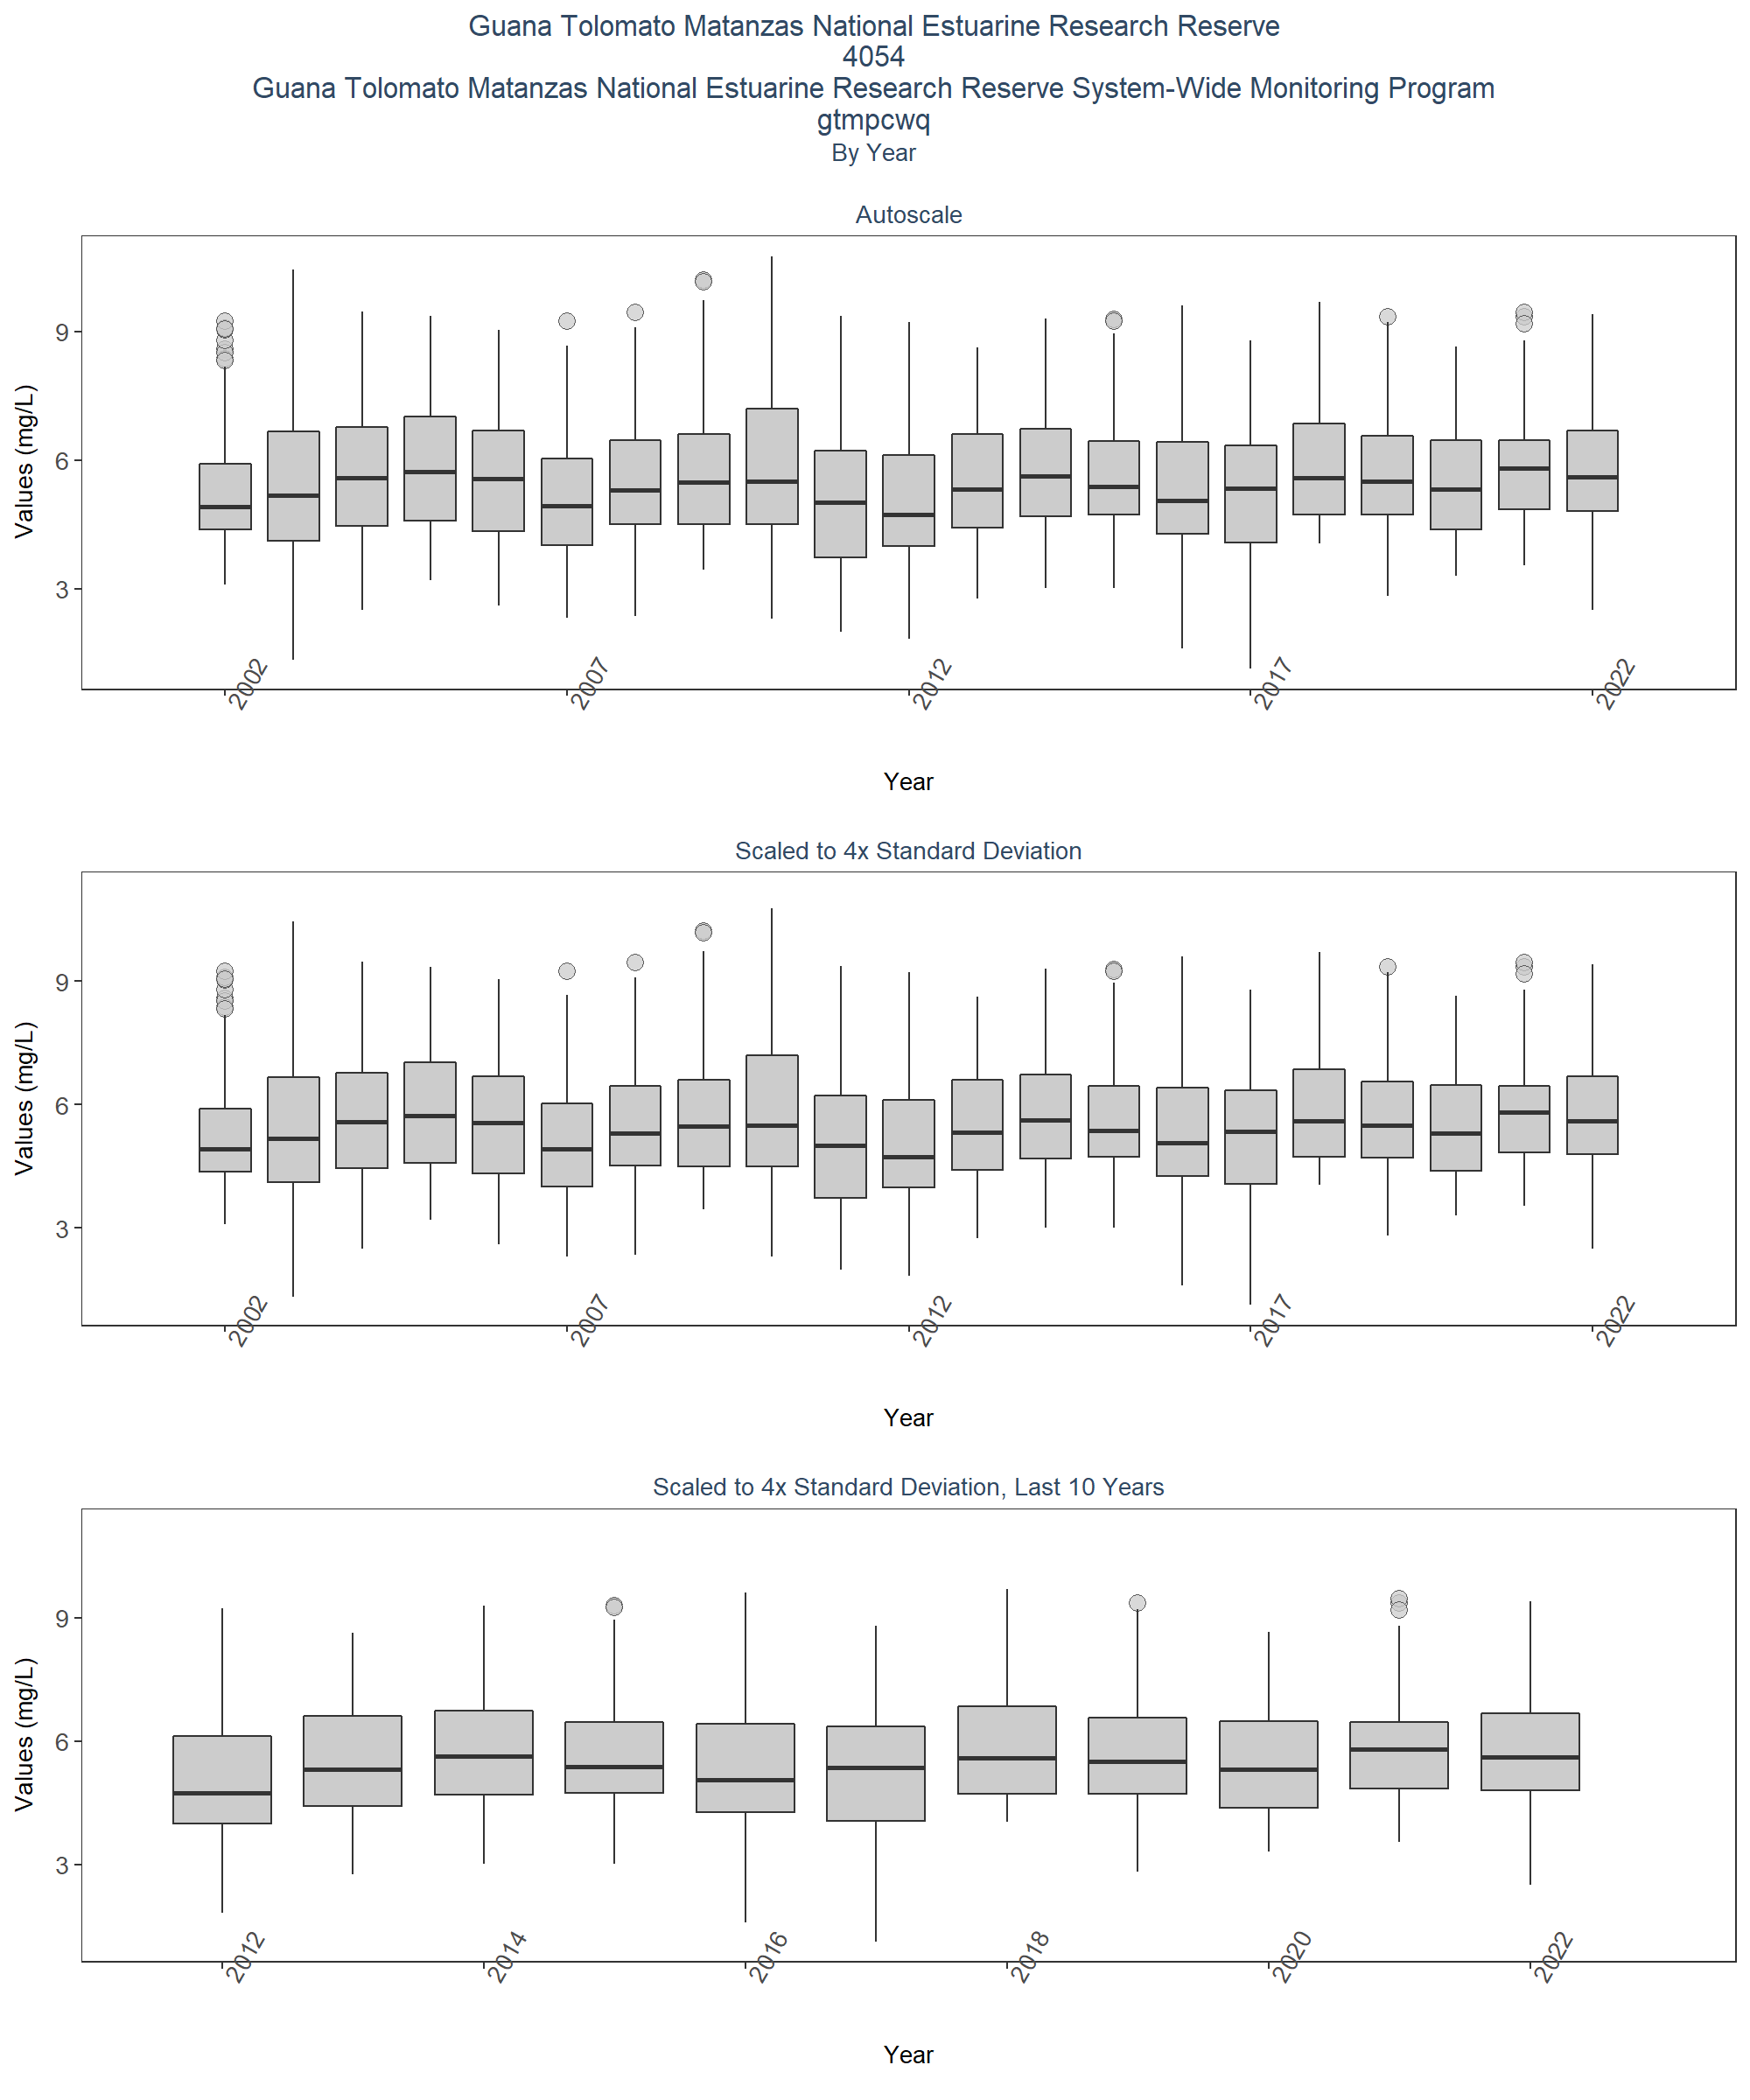 Guana Tolomato Matanzas National Estuarine Research Reserve
4054
Guana Tolomato Matanzas National Estuarine Research Reserve System-Wide Monitoring Program
gtmpcwq
By Year
Autoscale
Values (mg/L)
9
6
3
2002 2007 2012 2017 2022
Year
Scaled to 4x Standard Deviation
Values (mg/L)
9
6
3
2002 2007 2012 2017 2022
Year
Scaled to 4x Standard Deviation, Last 10 Years
Values (mg/L)
9
6
3
2012 2014 2016 2018 2020 2022
Year